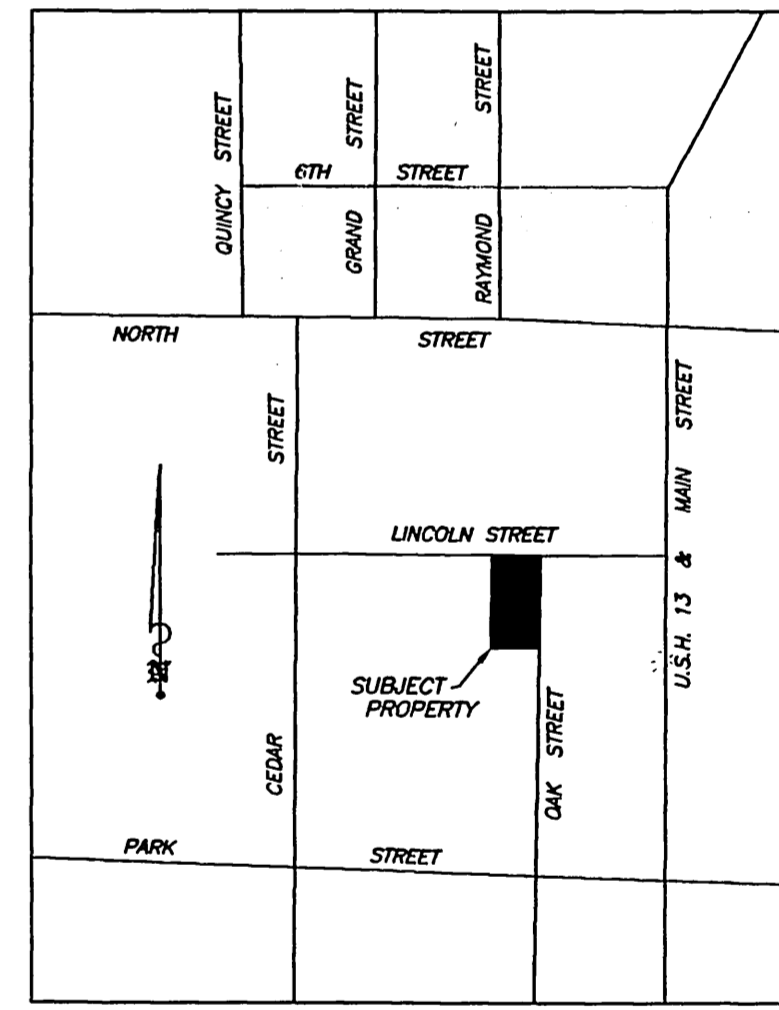 QUINCY STREET
GRAND STREET
RAYMOND STREET
6TH STREET
NORTH STREET
CEDAR STREET
LINCOLN STREET
U.S.H. 13 & MAIN STREET
SUBJECT
PROPERTY
OAK STREET
PARK STREET